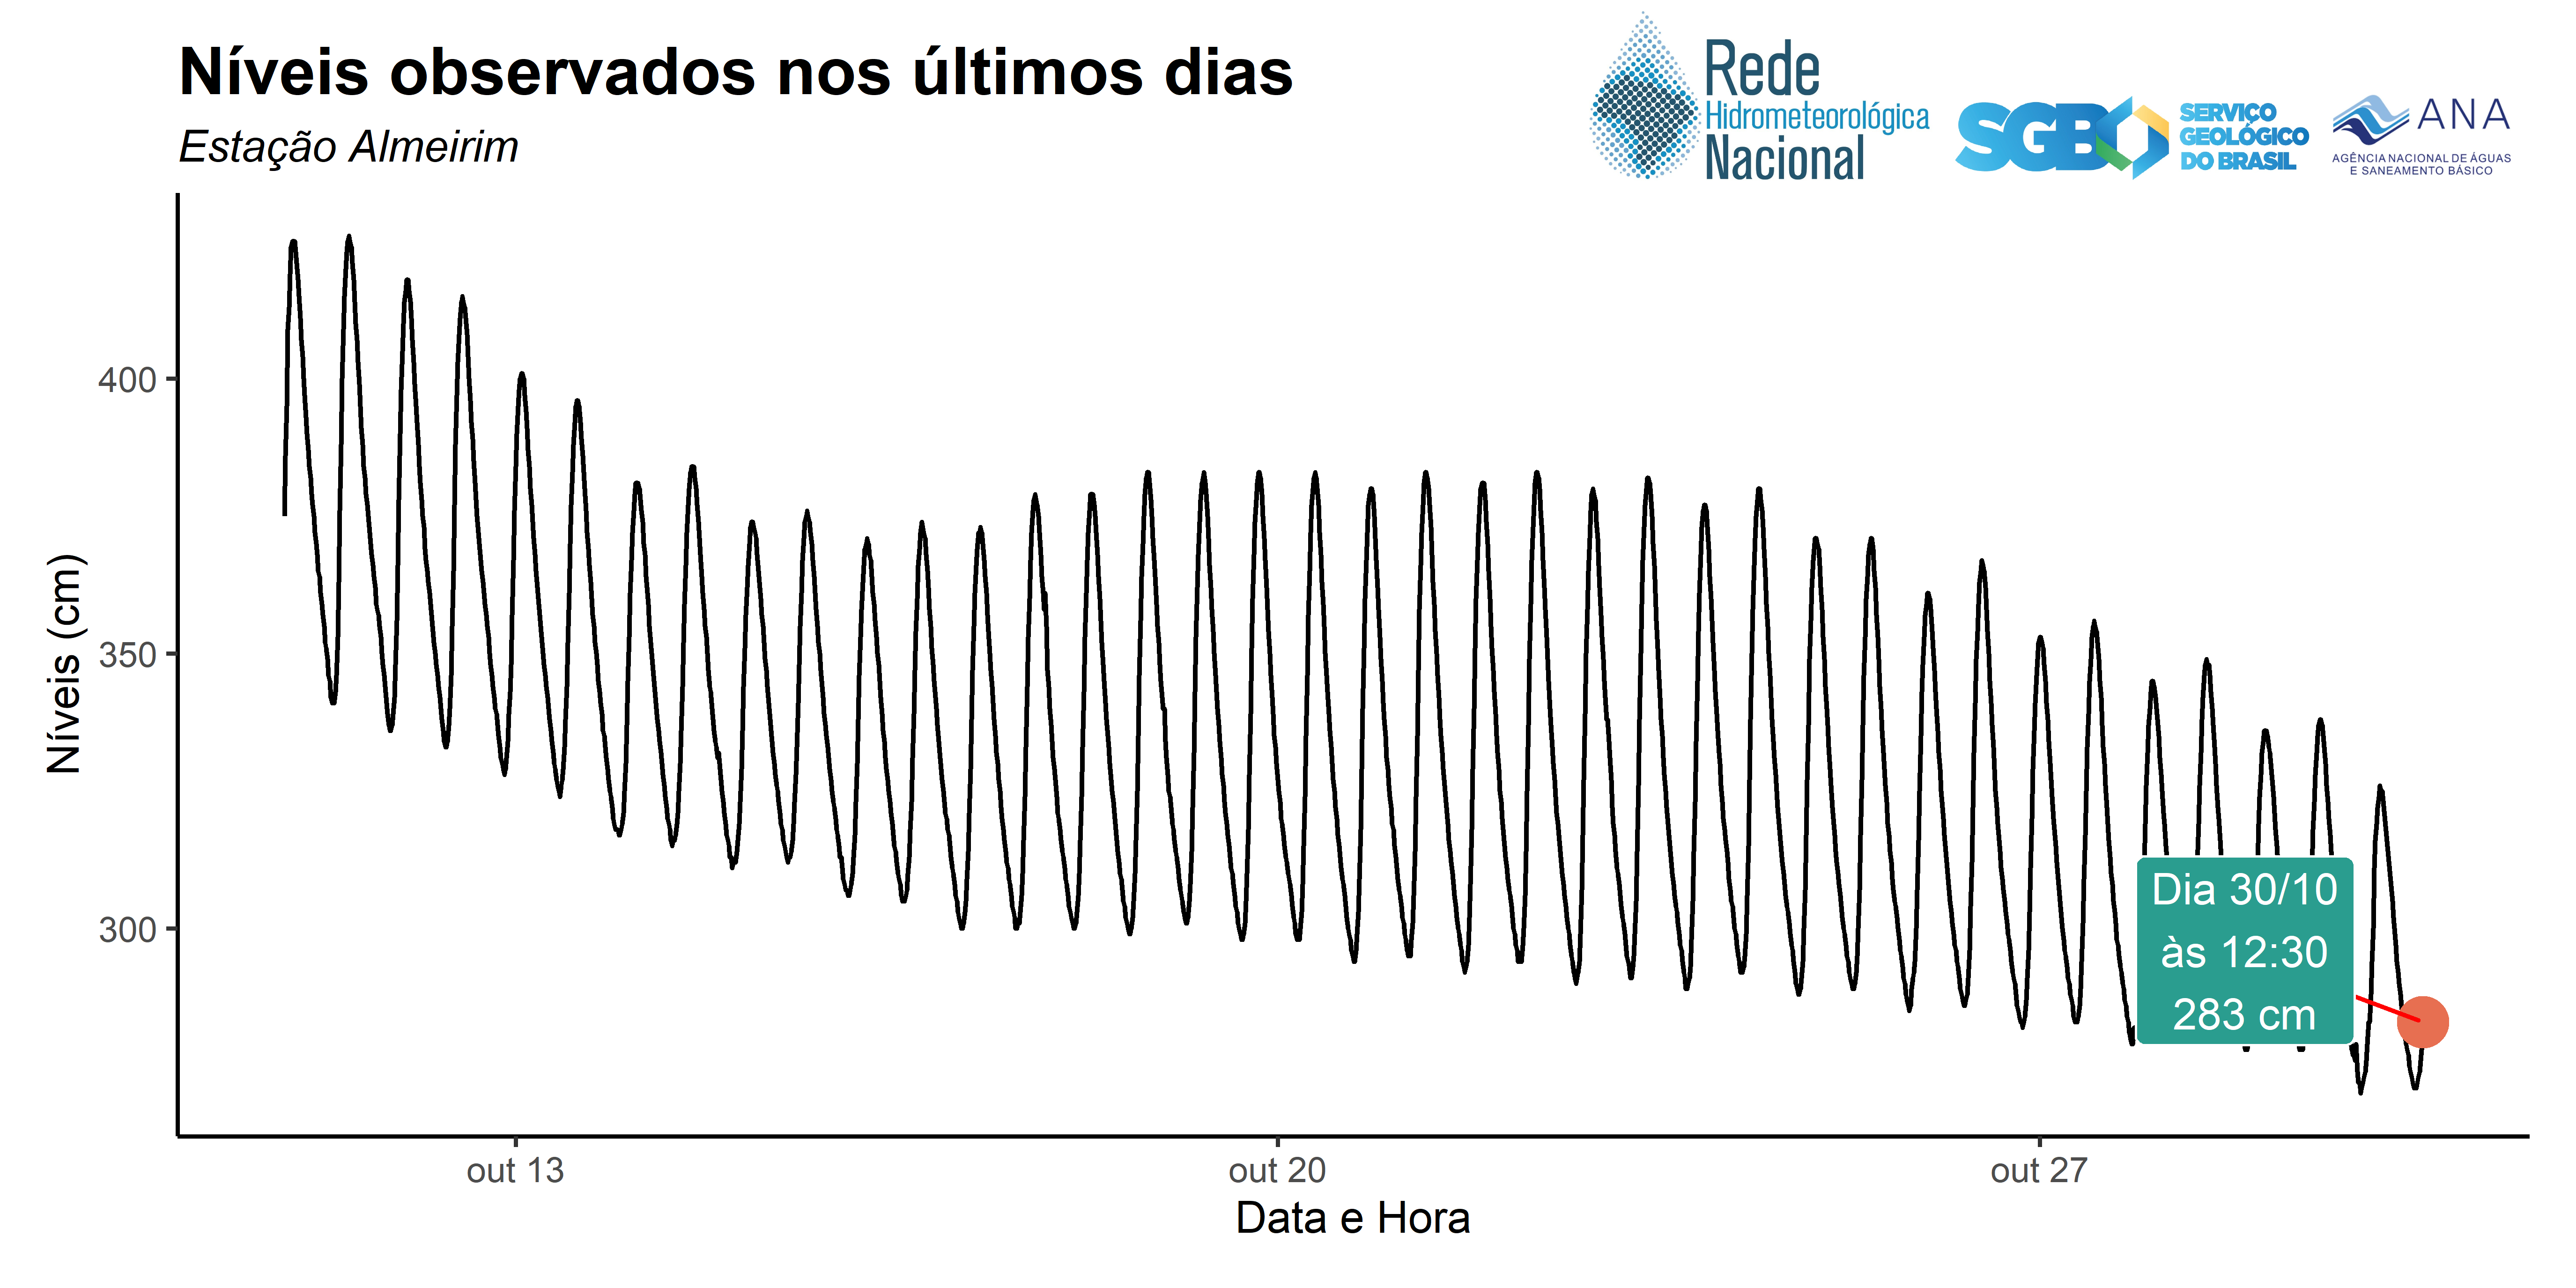 Níveis observados nos últimos dias
Estação Almeirim
Rede
Hidrometeorológica
Nacional
SGB
SERVIÇO
GEOLÓGICO
DO BRASIL
ANA
AGÊNCIA NACIONAL DE ÁGUAS
E SANEAMENTO BÁSICO
Níveis (cm)
400
350
300
Dia 30/10
às 12:30
283 cm
out 13
out 20
out 27
Data e Hora